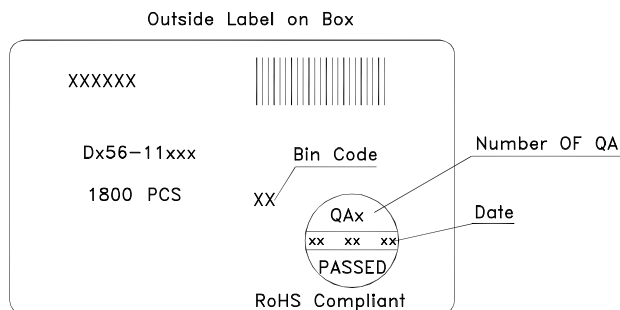 Outside Label on Box
XXXXXX
Dx56-11xxx
Bin Code
Number OF QA
1800 PCS
XX
QAx
Date
xx xx xx
PASSED
RoHS Compliant